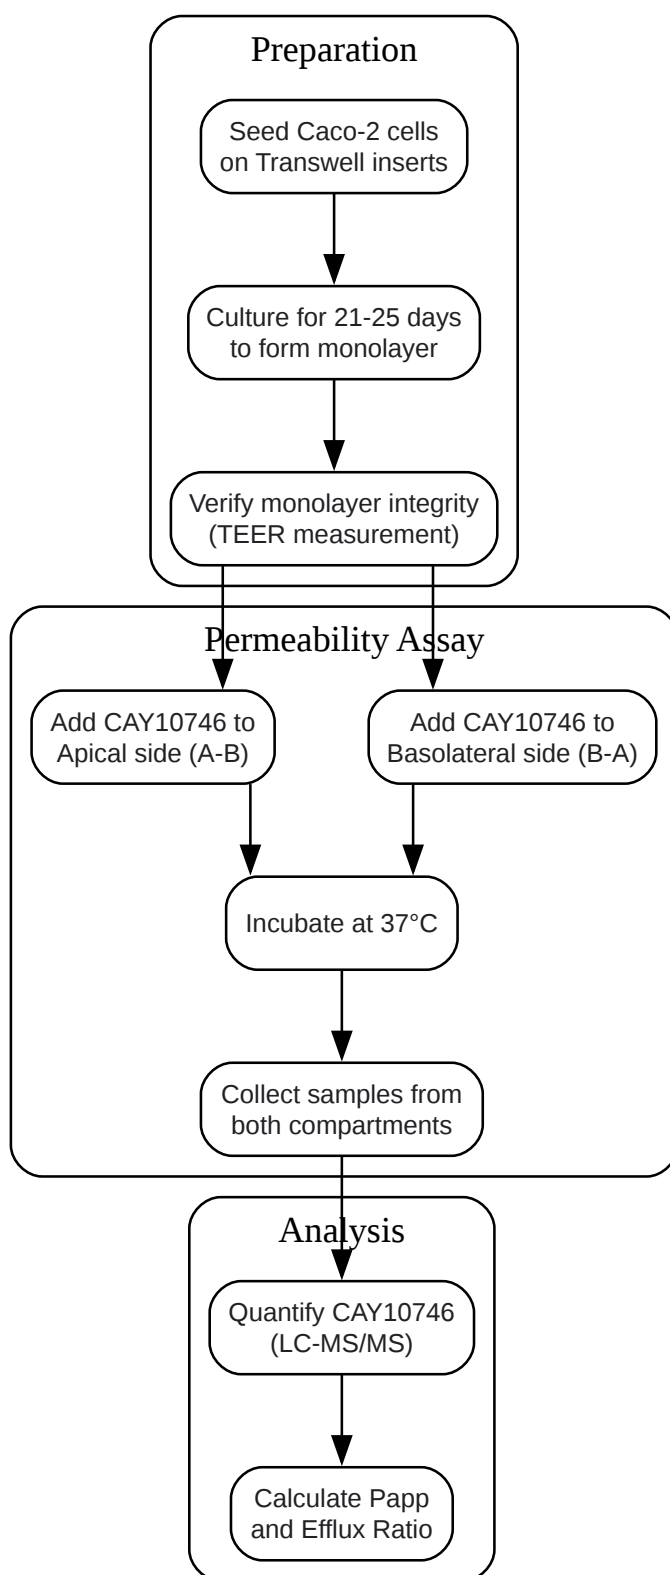 Preparation
Seed Caco-2 cells
on Transwell inserts
Culture for 21-25 days
to form monolayer
Verify monolayer integrity
(TEER measurement)
Permeability Assay
Add CAY10746 to
Apical side (A-B)
Add CAY10746 to
Basolateral side (B-A)
Incubate at 37°C
Collect samples from
both compartments
Analysis
Quantify CAY10746
(LC-MS/MS)
Calculate Papp
and Efflux Ratio